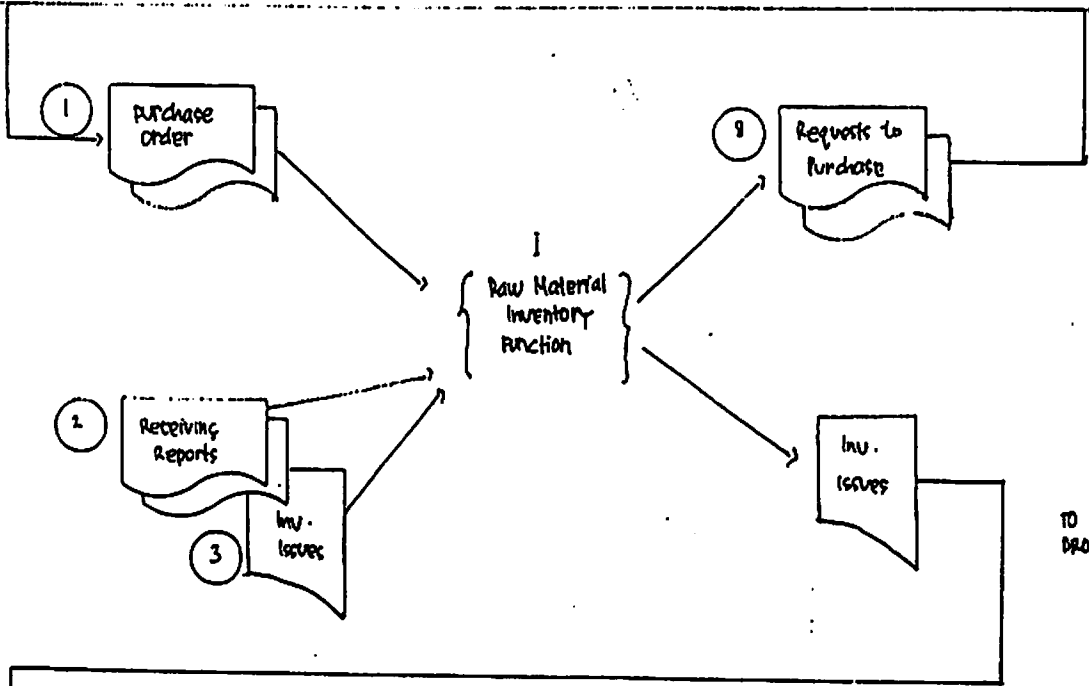 1
Purchase
Order
8
Requests to
Purchase
I
Raw Material
Inventory
Function
2
Receiving
Reports
Inv.
Issues
3
Inv.
Issues
TO